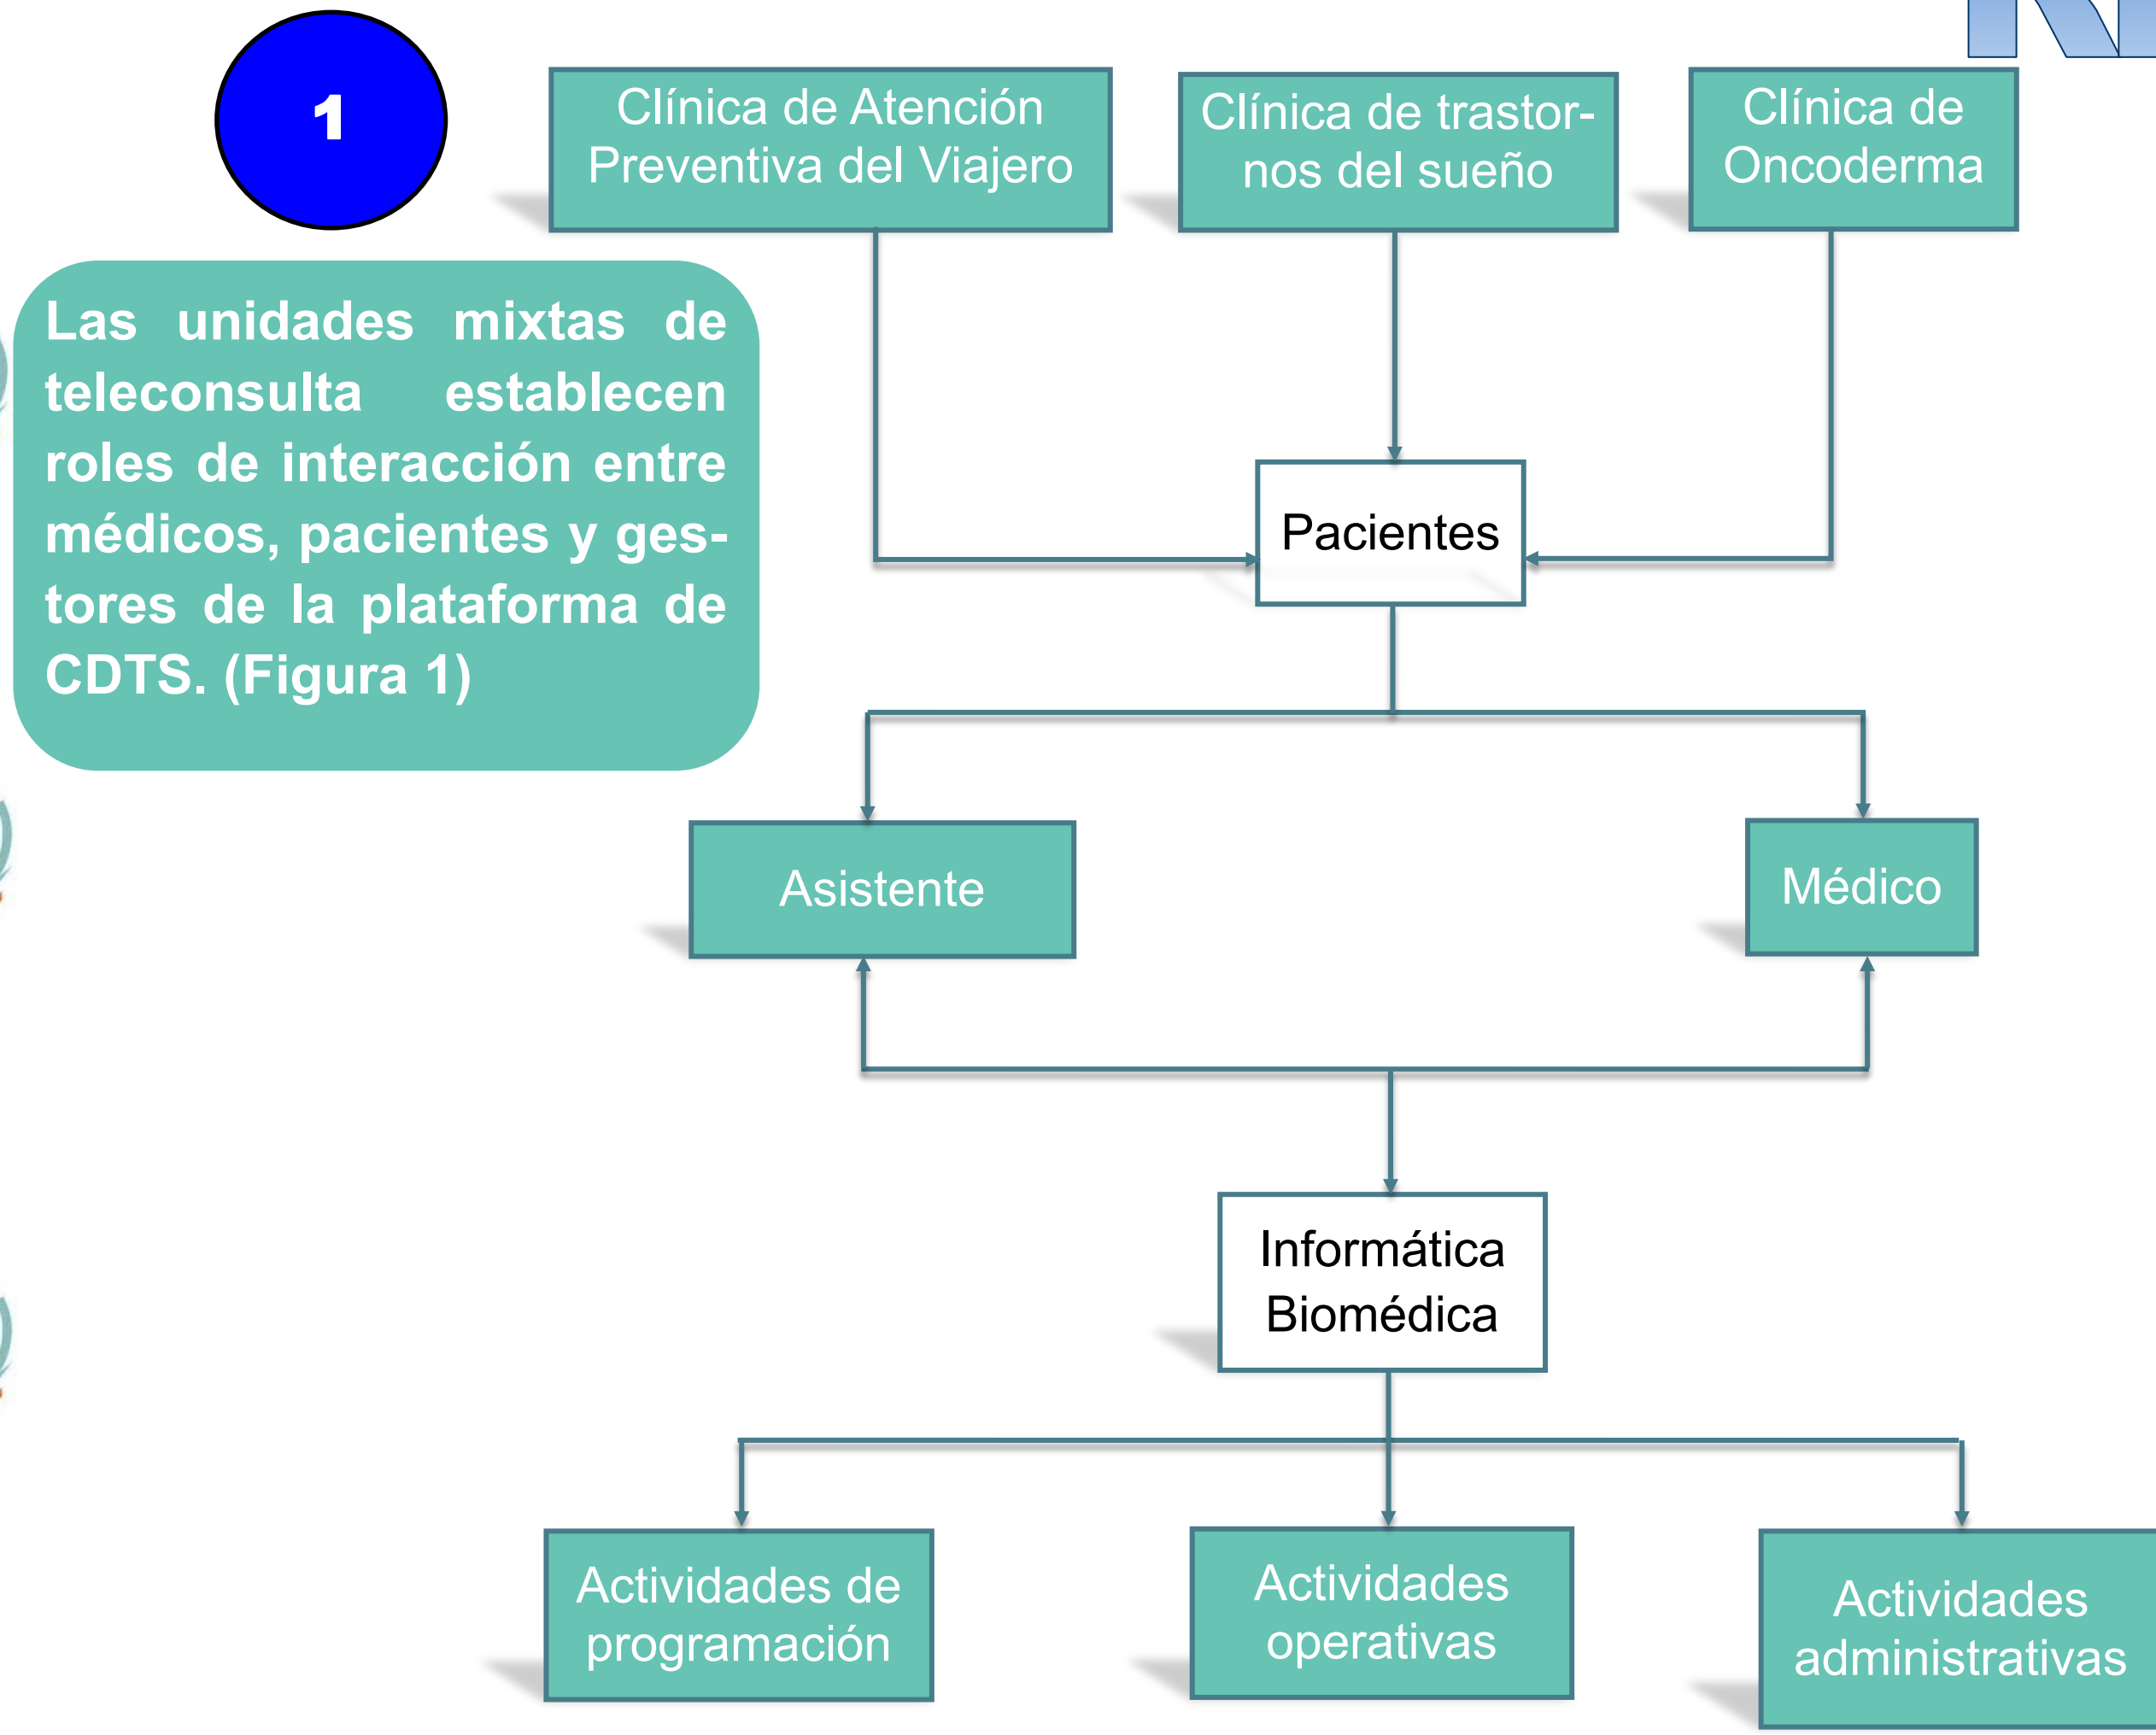 1
Clínica de Atención
Preventiva del Viajero
Clínica de trastor-
nos del sueño
Clínica de
Oncoderma
Las unidades mixtas de
teleconsulta establecen
roles de interacción entre
médicos, pacientes y ges-
tores de la plataforma de
CDTS. (Figura 1)
Pacientes
Asistente
Médico
Informática
Biomédica
Actividades de
programación
Actividades
operativas
Actividades
administrativas